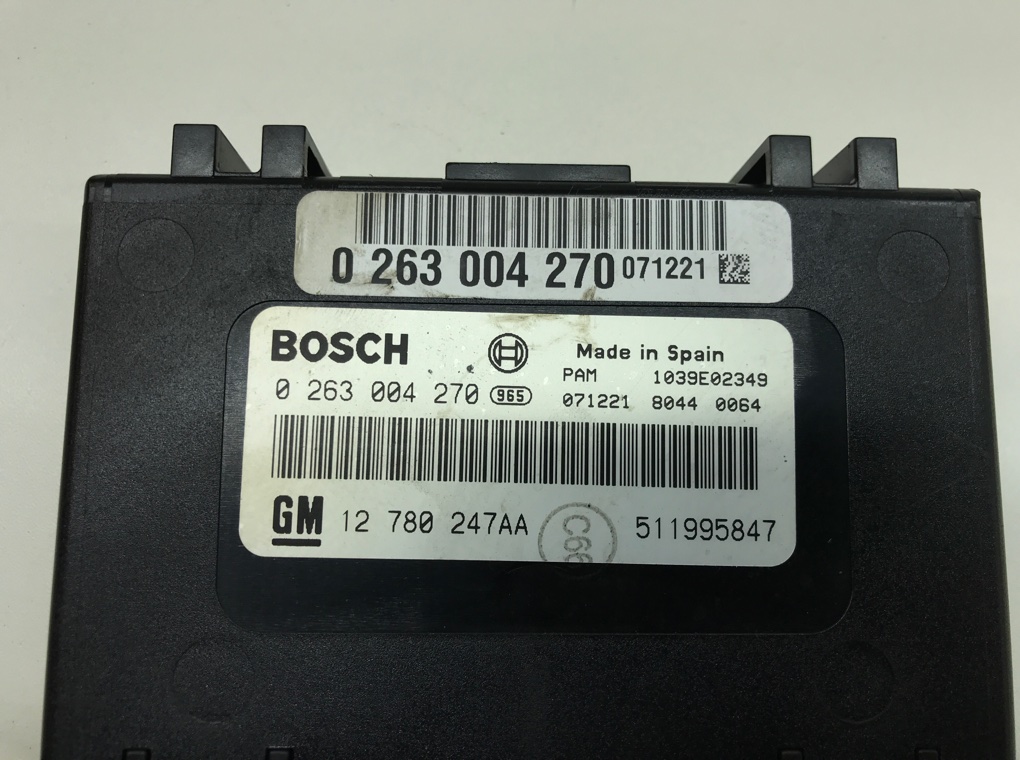 0 263 004 270 071221
BOSCH
Made in Spain
0 263 004 270 965
PAM 1039E02349
071221 8044 0064
GM 12 780 247AA
511995847